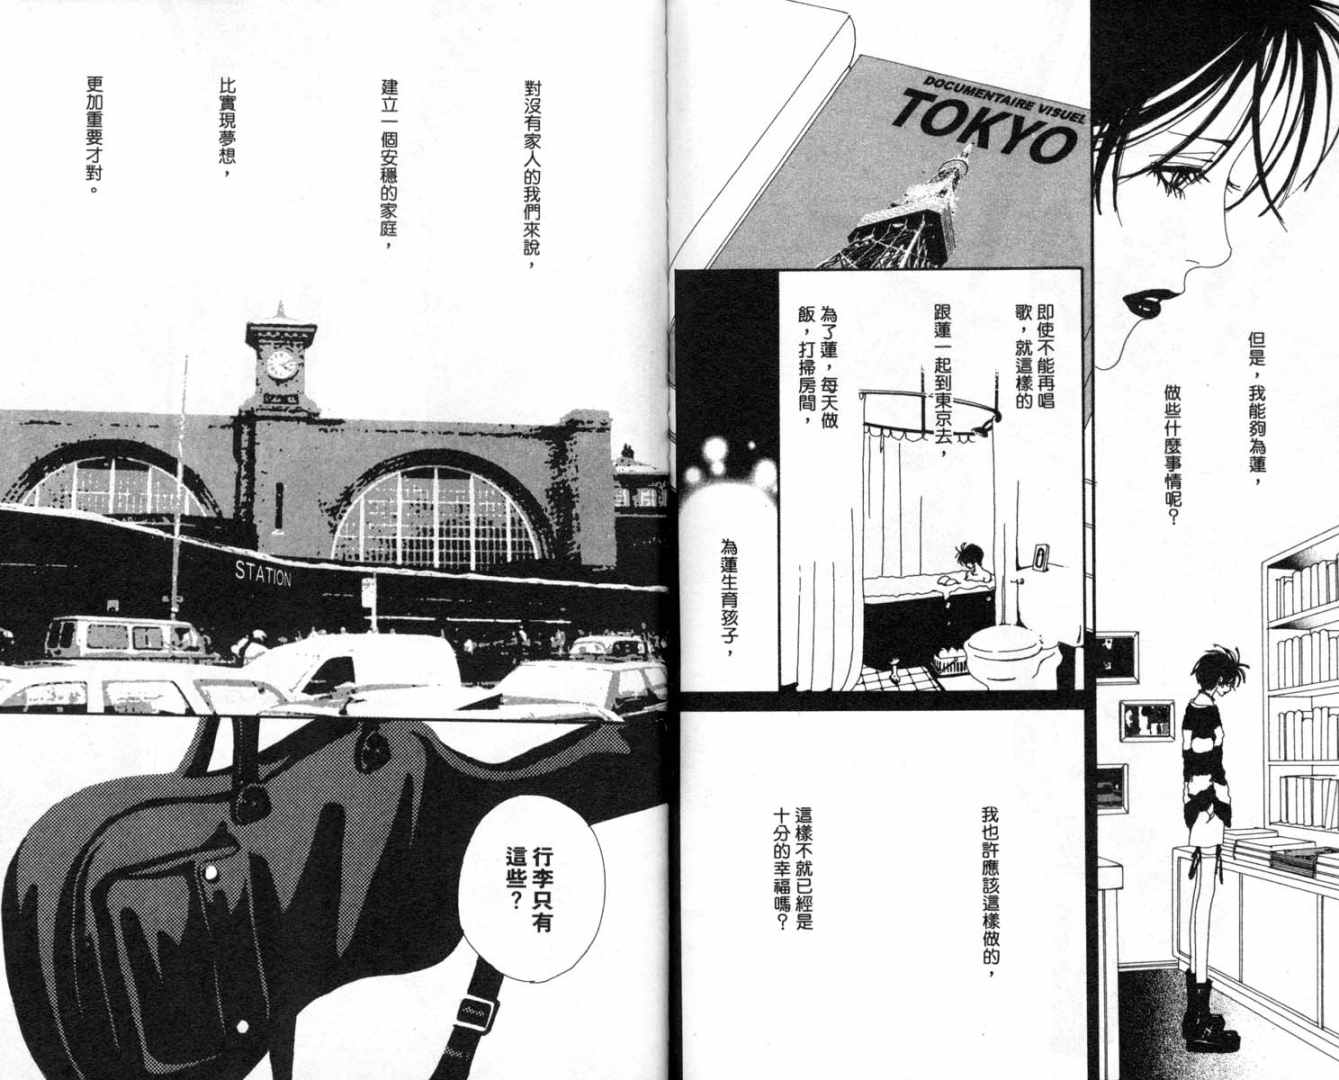 DOCUMENTAIRE VISUEL
TOKYO
但是，我能夠為蓮，
做些什麼事情呢？
即使不能再唱
歌，就這樣的
跟蓮一起到東京去，
為了蓮，每天做
飯，打掃房間，
為蓮生育孩子，
我也許應該這樣做的，
這樣不就已經是
十分的幸福嗎？
對沒有家人的我們來說，
建立一個安穩的家庭，
比實現夢想，
更加重要才對。
STATION
行李只有
這些？